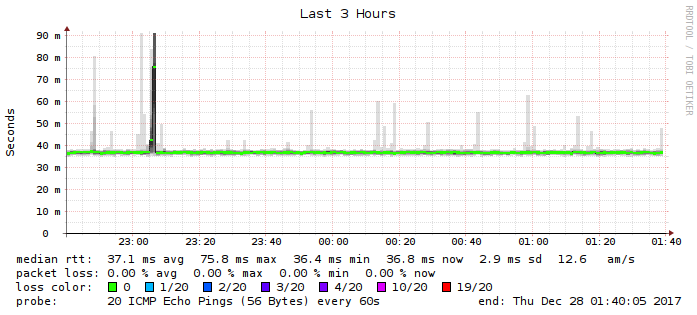 Last 3 Hours
RRDTOOL / TOBI OETIKER
Seconds
90 m
80 m
70 m
60 m
50 m
40 m
30 m
20 m
10 m
0
23:00 23:20 23:40 00:00 00:20 00:40 01:00 01:20 01:40
median rtt: 37.1 ms avg 75.8 ms max 36.4 ms min 36.8 ms now 2.9 ms sd 12.6 am/s
packet loss: 0.00 % avg 0.00 % max 0.00 % min 0.00 % now
loss color: 0 1/20 2/20 3/20 4/20 10/20 19/20
probe: 20 ICMP Echo Pings (56 Bytes) every 60s end: Thu Dec 28 01:40:05 2017